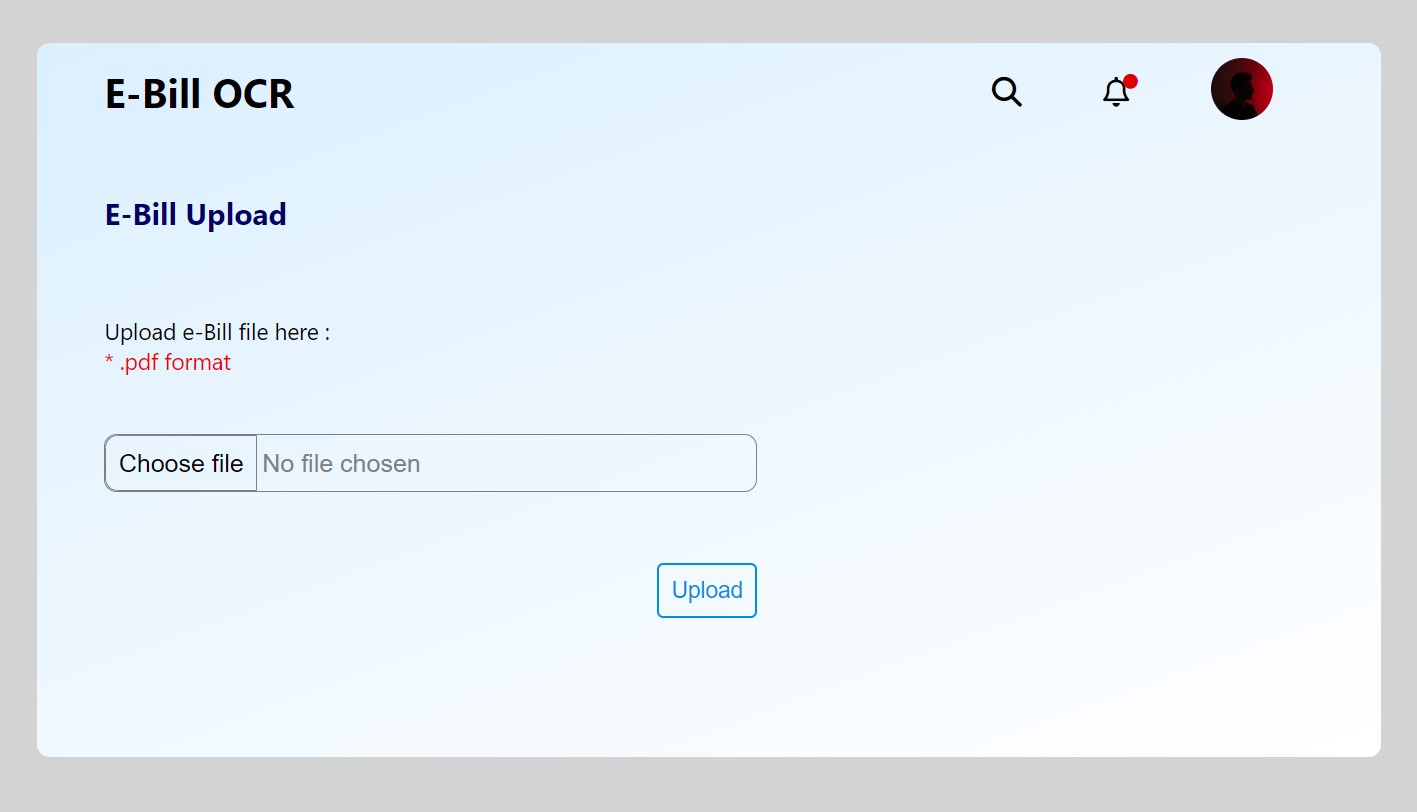 E-Bill OCR
E-Bill Upload
Upload e-Bill file here :
* .pdf format
Choose file No file chosen
Upload